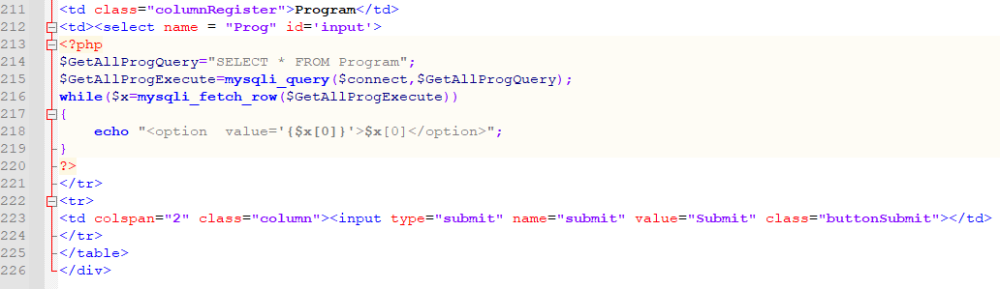 211 <td class="columnRegister">Program</td>
212 <td><select name = "Prog" id='input'>
213 <?php
214 $GetAllProgQuery="SELECT * FROM Program";
215 $GetAllProgExecute=mysqli_query($connect,$GetAllProgQuery);
216 while($x=mysqli_fetch_row($GetAllProgExecute))
217 {
218     echo "<option  value='{$x[0]}'>$x[0]</option>";
219 }
220 ?>
221 </tr>
222 <tr>
223 <td colspan="2" class="column"><input type="submit" name="submit" value="Submit" class="buttonSubmit"></td>
224 </tr>
225 </table>
226 </div>